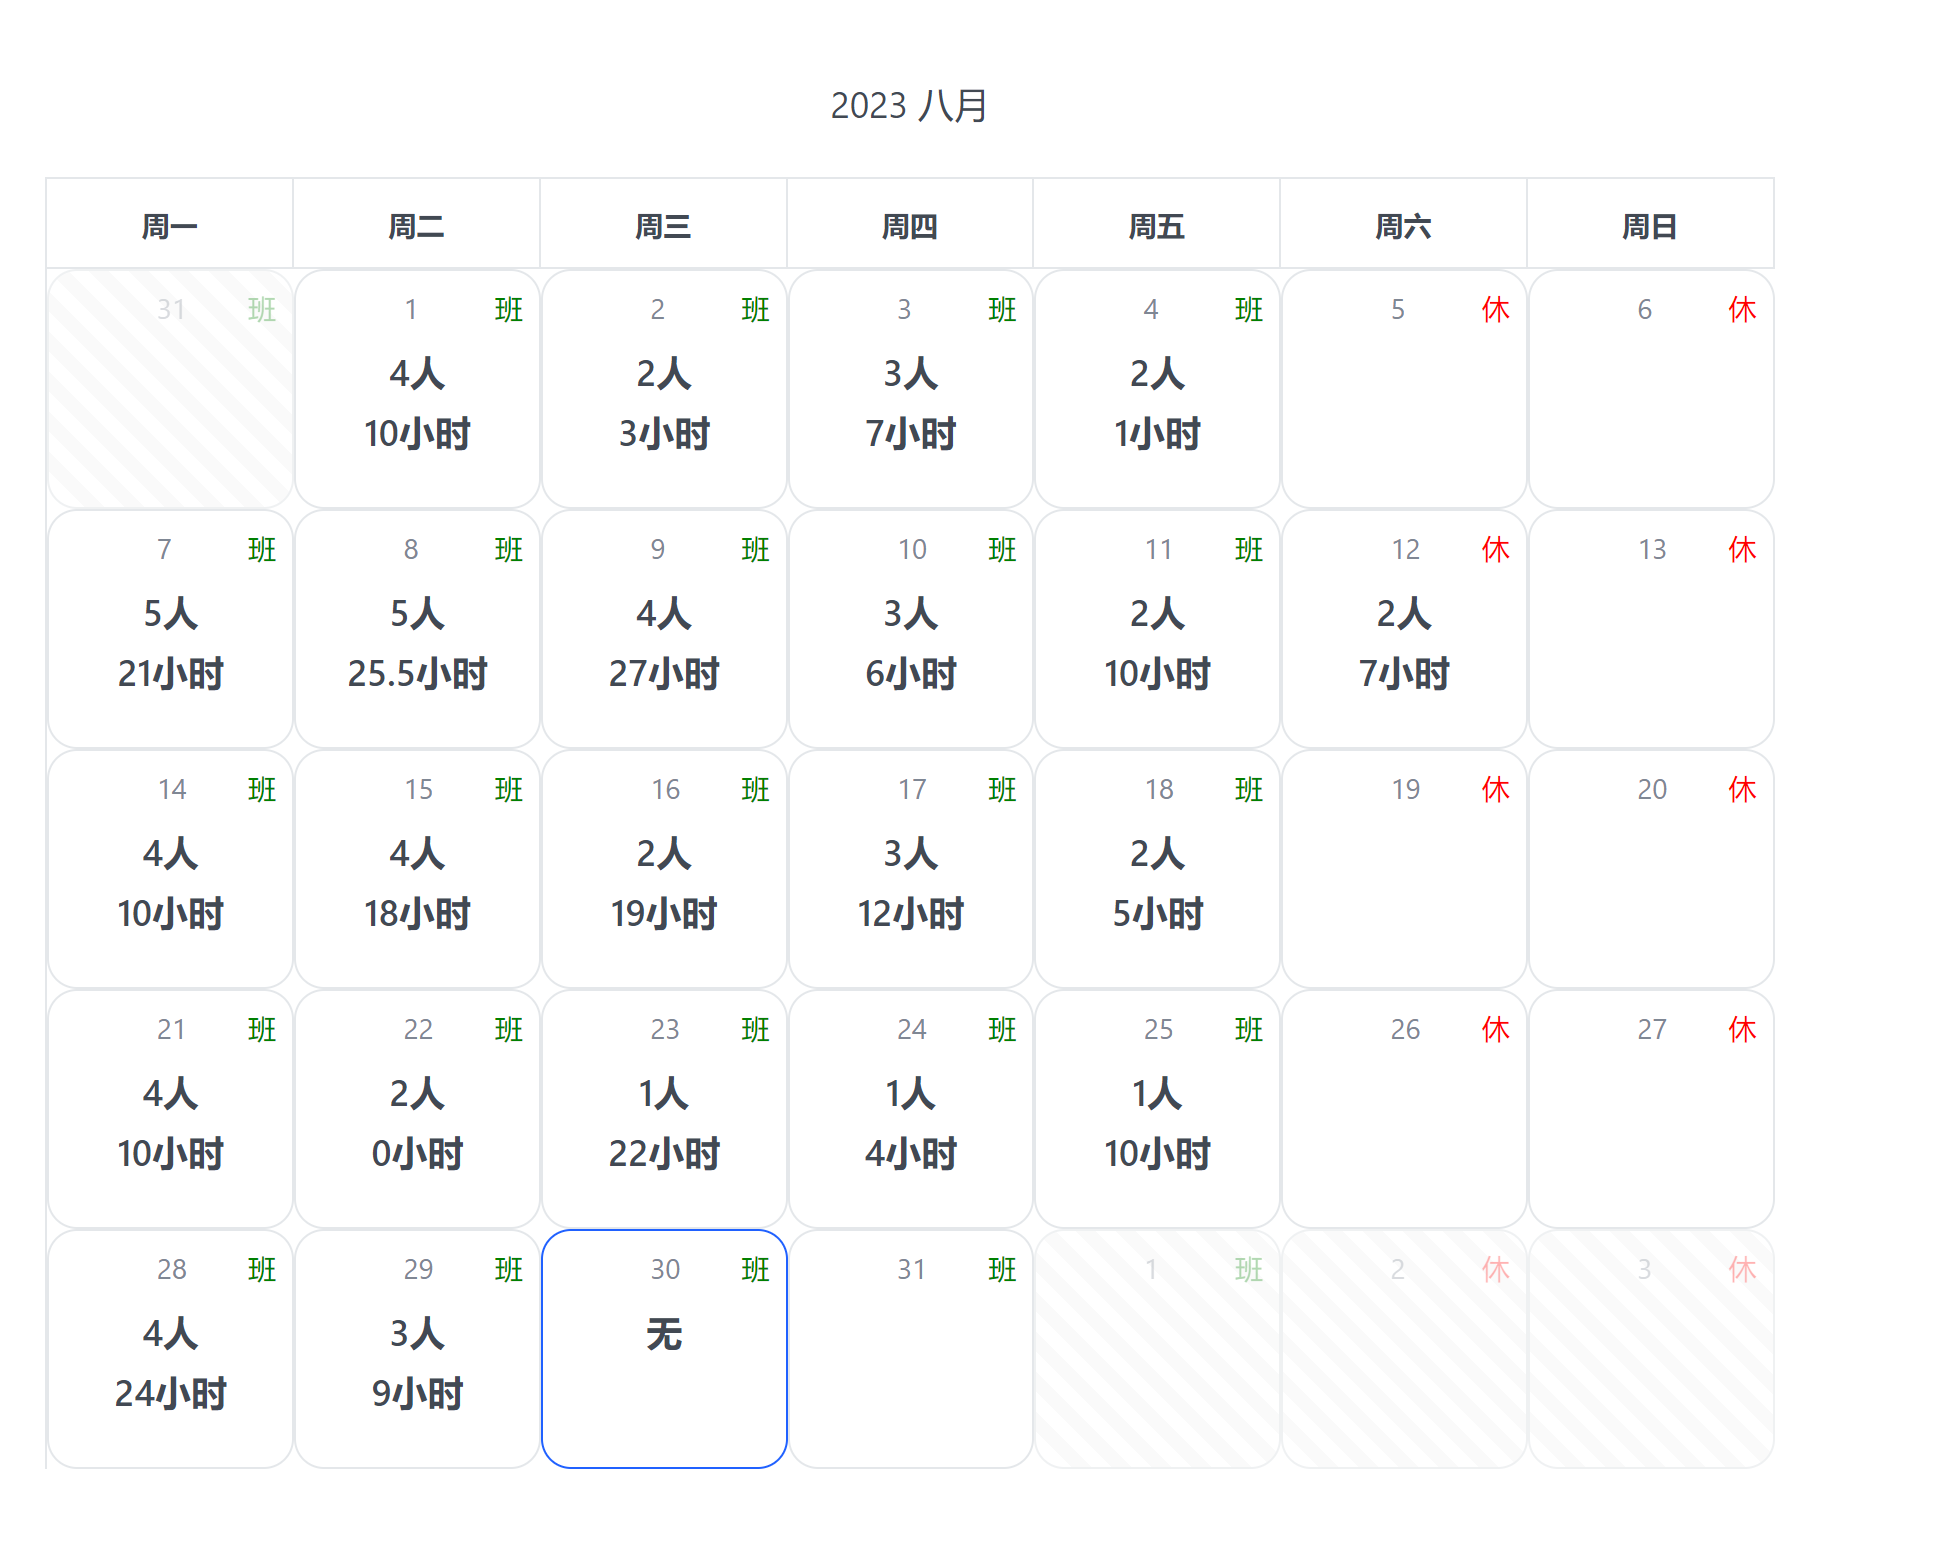 2023 八月
周一 周二 周三 周四 周五 周六 周日
31 班 1 班 2 班 3 班 4 班 5 休 6 休
4人 2人 3人 2人
10小时 3小时 7小时 1小时
7 班 8 班 9 班 10 班 11 班 12 休 13 休
5人 5人 4人 3人 2人 2人
21小时 25.5小时 27小时 6小时 10小时 7小时
14 班 15 班 16 班 17 班 18 班 19 休 20 休
4人 4人 2人 3人 2人
10小时 18小时 19小时 12小时 5小时
21 班 22 班 23 班 24 班 25 班 26 休 27 休
4人 2人 1人 1人 1人
10小时 0小时 22小时 4小时 10小时
28 班 29 班 30 班 31 班 1 班 2 休 3 休
4人 3人 无
24小时 9小时